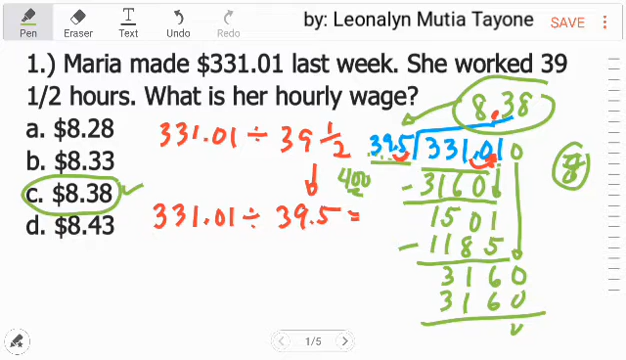 by: Leonalyn Mutia Tayone
SAVE
Pen
Eraser
Text
Undo
Redo
1.) Maria made $331.01 last week. She worked 39
1/2 hours. What is her hourly wage?
a. $8.28
b. $8.33
c. $8.38
d. $8.43
331.01 ÷ 39 1/2
331.01 ÷ 39.5 =
8.38
39.5 331.01 0
400
- 3160
1501
- 1185
3160
3160
0
8
1/5